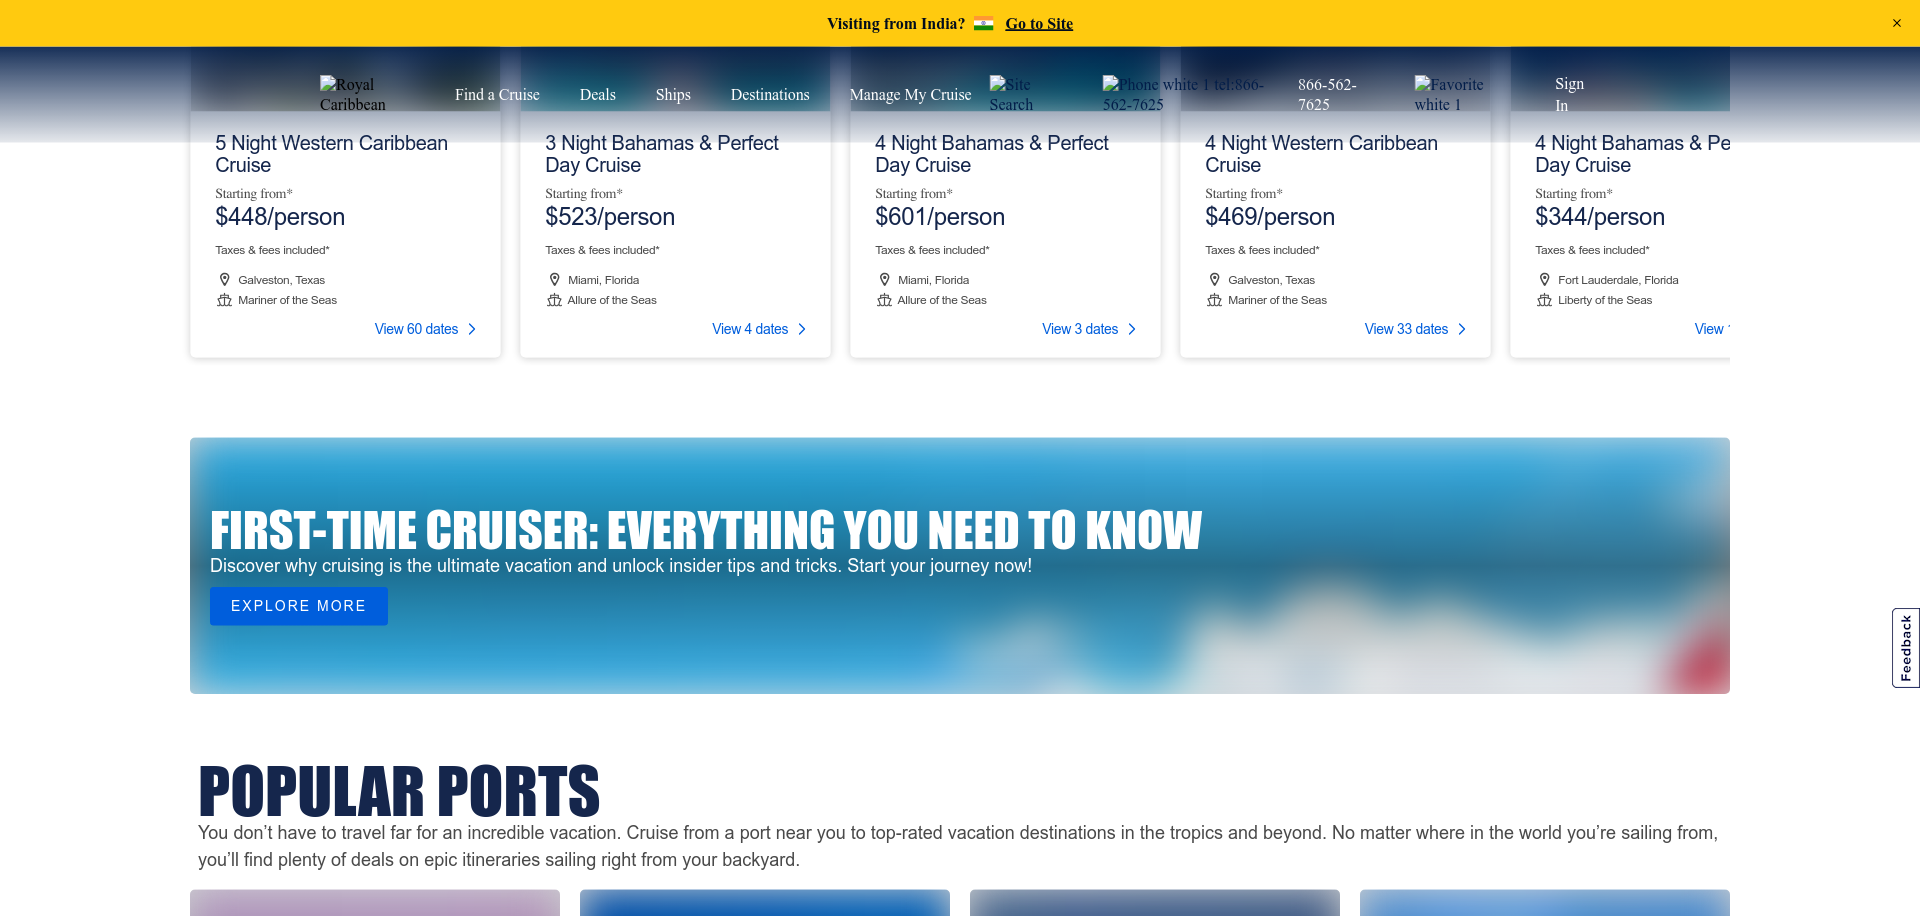 Visiting from India? Go to Site ×
Royal Caribbean
Find a Cruise
Deals
Ships
Destinations
Manage My Cruise
Site Search
Phone white 1 tel:866-562-7625
866-562-7625
Favorite white 1
Sign In
5 Night Western Caribbean Cruise
Starting from*
$448/person
Taxes & fees included*
Galveston, Texas
Mariner of the Seas
View 60 dates
3 Night Bahamas & Perfect Day Cruise
Starting from*
$523/person
Taxes & fees included*
Miami, Florida
Allure of the Seas
View 4 dates
4 Night Bahamas & Perfect Day Cruise
Starting from*
$601/person
Taxes & fees included*
Miami, Florida
Allure of the Seas
View 3 dates
4 Night Western Caribbean Cruise
Starting from*
$469/person
Taxes & fees included*
Galveston, Texas
Mariner of the Seas
View 33 dates
4 Night Bahamas & Pe
Day Cruise
Starting from*
$344/person
Taxes & fees included*
Fort Lauderdale, Florida
Liberty of the Seas
View
FIRST-TIME CRUISER: EVERYTHING YOU NEED TO KNOW
Discover why cruising is the ultimate vacation and unlock insider tips and tricks. Start your journey now!
EXPLORE MORE
Feedback
POPULAR PORTS
You don’t have to travel far for an incredible vacation. Cruise from a port near you to top-rated vacation destinations in the tropics and beyond. No matter where in the world you’re sailing from,
you’ll find plenty of deals on epic itineraries sailing right from your backyard.